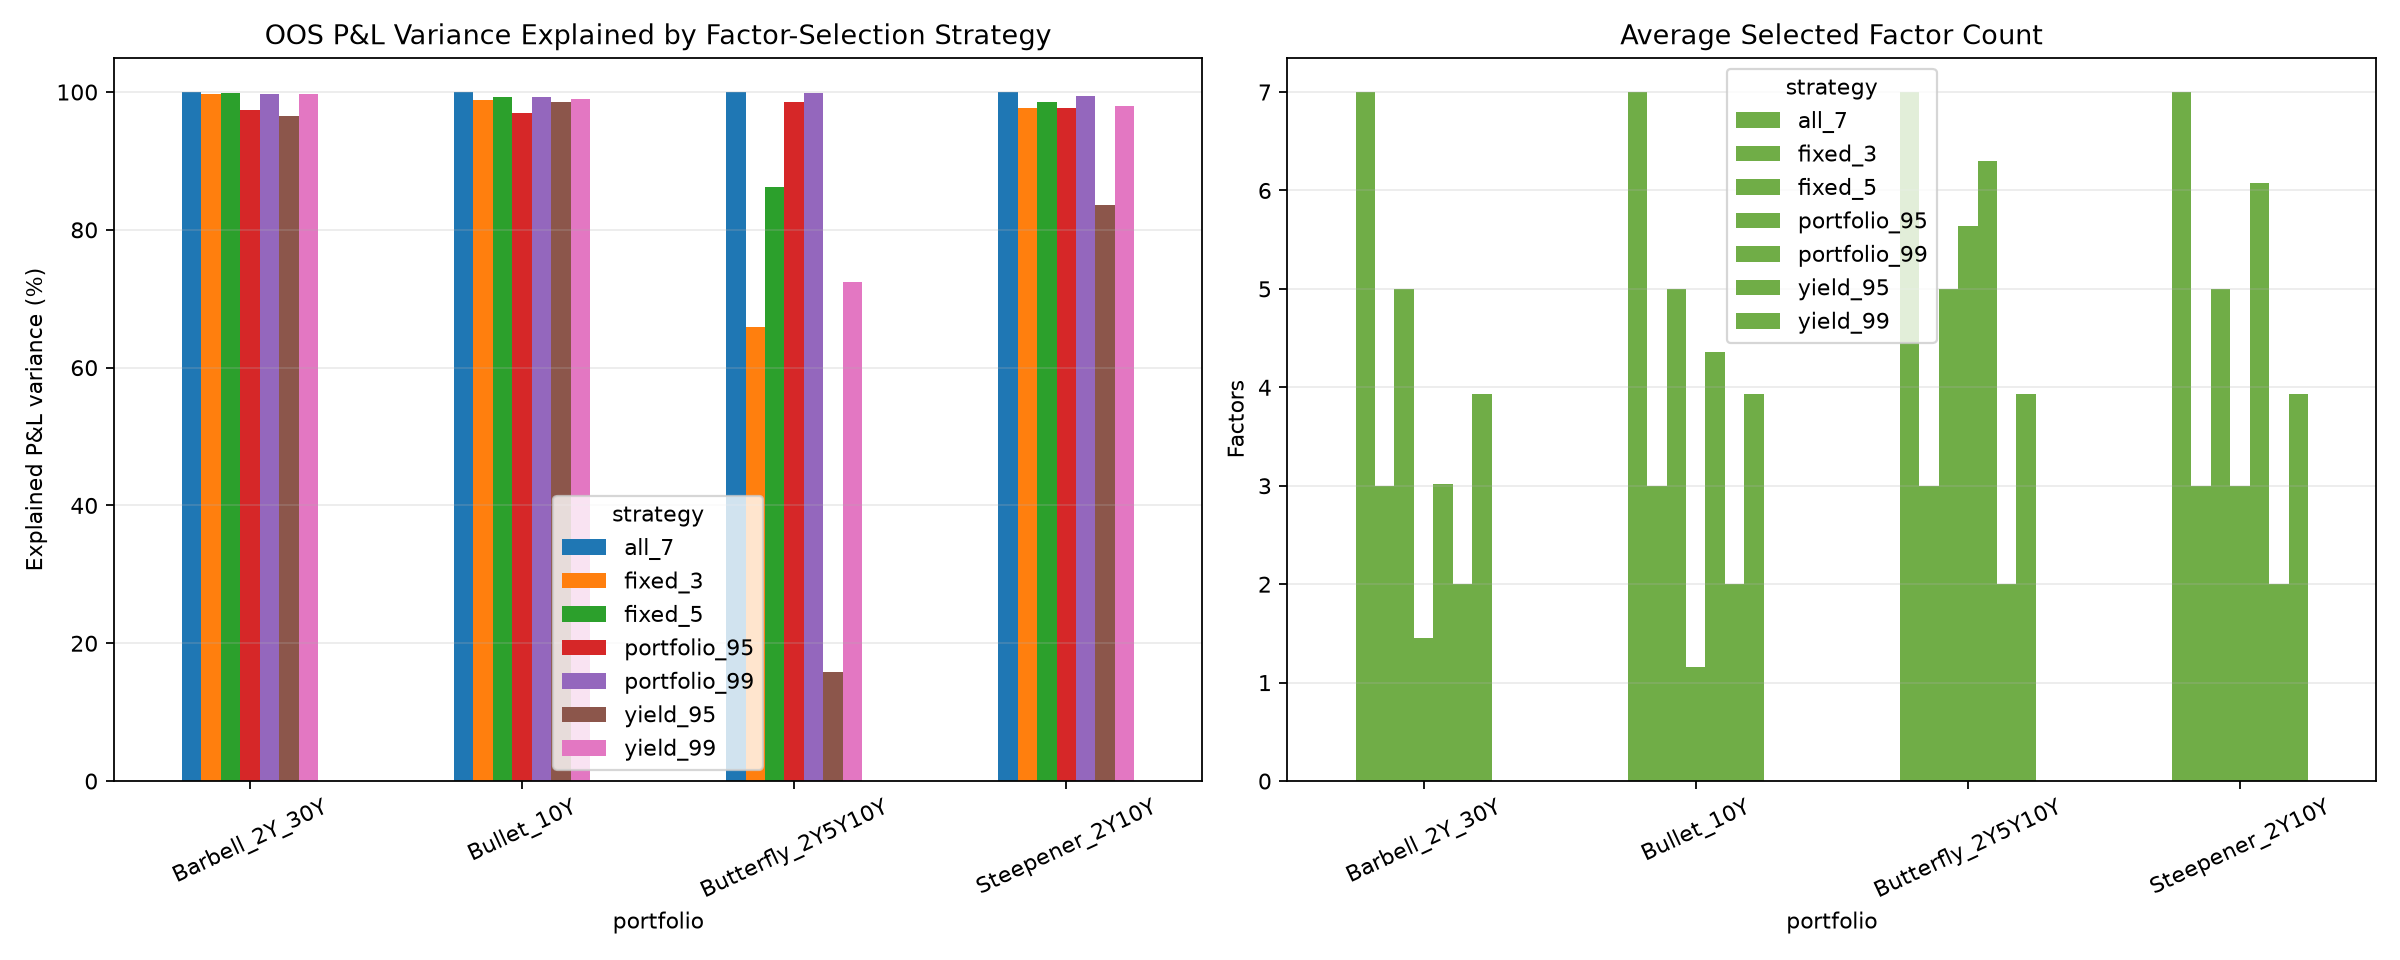 OOS P&L Variance Explained by Factor-Selection Strategy
Explained P&L variance (%)
100
80
60
40
20
0
strategy
all_7
fixed_3
fixed_5
portfolio_95
portfolio_99
yield_95
yield_99
Barbell_2Y_30Y
Bullet_10Y
Butterfly_2Y5Y10Y
Steepener_2Y10Y
portfolio
Average Selected Factor Count
Factors
7
6
5
4
3
2
1
0
strategy
all_7
fixed_3
fixed_5
portfolio_95
portfolio_99
yield_95
yield_99
Barbell_2Y_30Y
Bullet_10Y
Butterfly_2Y5Y10Y
Steepener_2Y10Y
portfolio